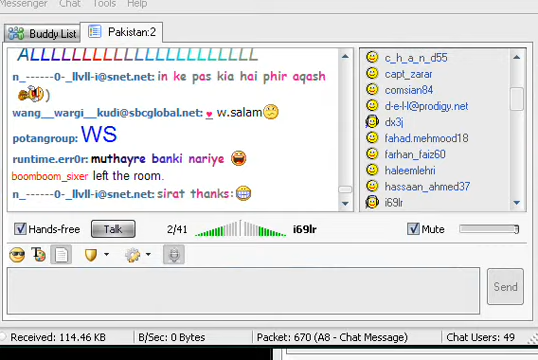 Messenger Chat Tools Help
Buddy List Pakistan:2
ALLLLLLLLLLLLLLLLLLLLLLLL
n_------0-_llvll-i@snet.net: in ke pas kia hai phir aqash
)
wang__wargi__kudi@sbcglobal.net: w.salam
potangroup: WS
runtime.err0r: muthayre banki nariye
boomboom_sixer left the room.
n_------0-_llvll-i@snet.net: sirat thanks:
c_h_a_n_d55
capt_zarar
comsian84
d-e-l-l@prodigy.net
dx3j
fahad.mehmood18
farhan_faiz60
haleemlehri
hassaan_ahmed37
i69lr
Hands-free Talk 2/41 i69lr Mute
Send
Received: 114.46 KB B/Sec: 0 Bytes Packet: 670 (A8 - Chat Message) Chat Users: 49